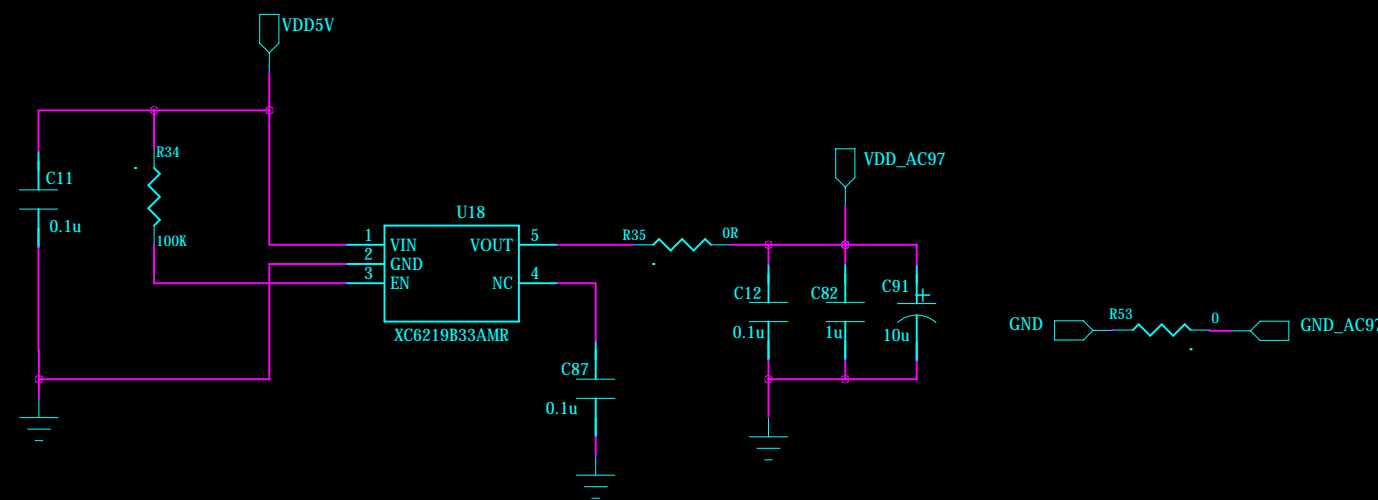 VDD5V
R34
C11
0.1u
100K
U18
1 VIN
2 GND
3 EN
VOUT 5
NC 4
XC6219B33AMR
R35
0R
VDD_AC97
C12
0.1u
C82
1u
C91
+
10u
C87
0.1u
GND
R53
0
GND_AC97